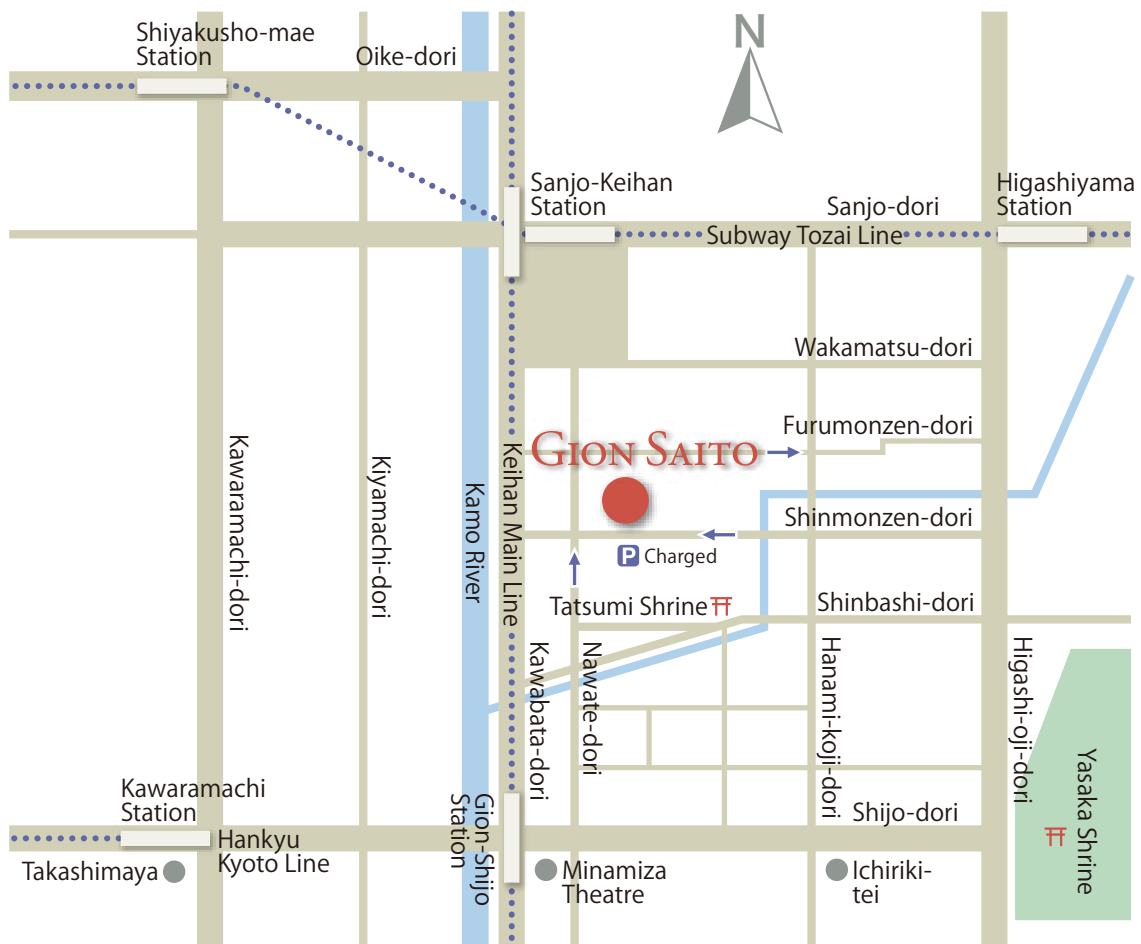 Shiyakusho-mae
Station
Oike-dori
N
Sanjo-Keihan
Station
Sanjo-dori
Higashiyama
Station
Subway Tozai Line
Wakamatsu-dori
Furumonzen-dori
GION SAITO
Kawaramachi-dori
Kiyamachi-dori
Kamo River
Keihan Main Line
Shinmonzen-dori
P Charged
Tatsumi Shrine
Shinbashi-dori
Kawabata-dori
Nawate-dori
Hanami-koji-dori
Higashi-oji-dori
Yasaka Shrine
Kawaramachi
Station
Gion-Shijo
Station
Shijo-dori
Hankyu
Kyoto Line
Takashimaya
Minamiza
Theatre
Ichiriki-
tei